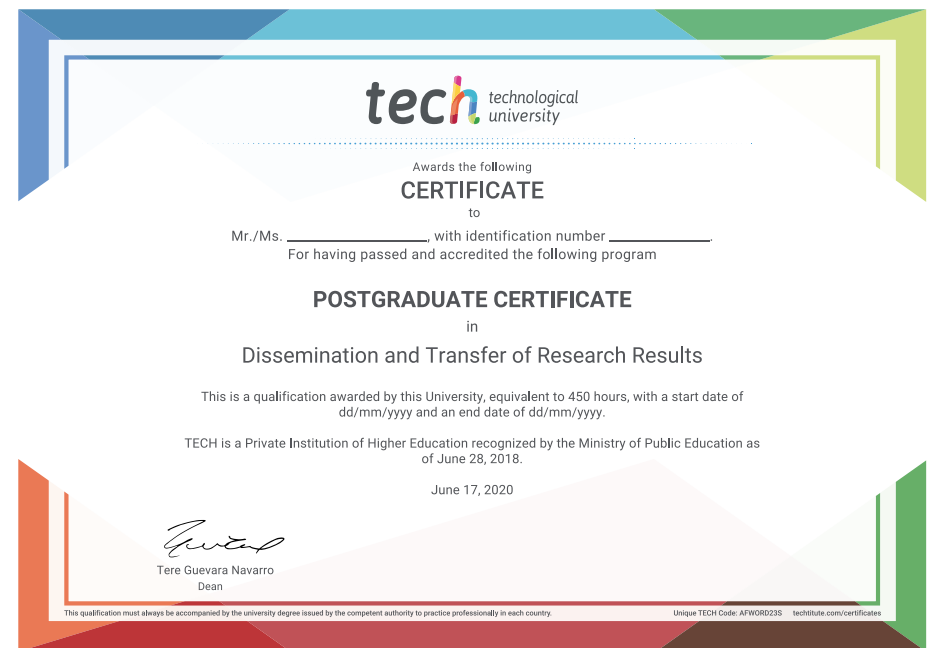 tech technological
university
Awards the following
CERTIFICATE
to
Mr./Ms. ____________________, with identification number ______________.
For having passed and accredited the following program
POSTGRADUATE CERTIFICATE
in
Dissemination and Transfer of Research Results
This is a qualification awarded by this University, equivalent to 450 hours, with a start date of
dd/mm/yyyy and an end date of dd/mm/yyyy.
TECH is a Private Institution of Higher Education recognized by the Ministry of Public Education as
of June 28, 2018.
June 17, 2020
Tere Guevara Navarro
Dean
This qualification must always be accompanied by the university degree issued by the competent authority to practice professionally in each country. Unique TECH Code: AFWORD23S techtitute.com/certificates